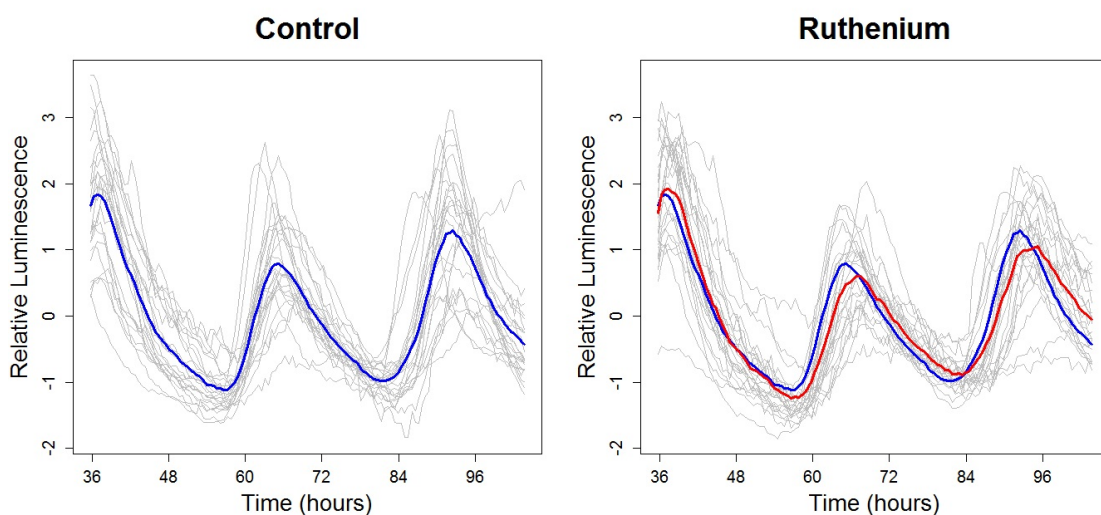 Control
Relative Luminescence
3
2
1
0
-1
-2
36 48 60 72 84 96
Time (hours)
Ruthenium
Relative Luminescence
3
2
1
0
-1
-2
36 48 60 72 84 96
Time (hours)